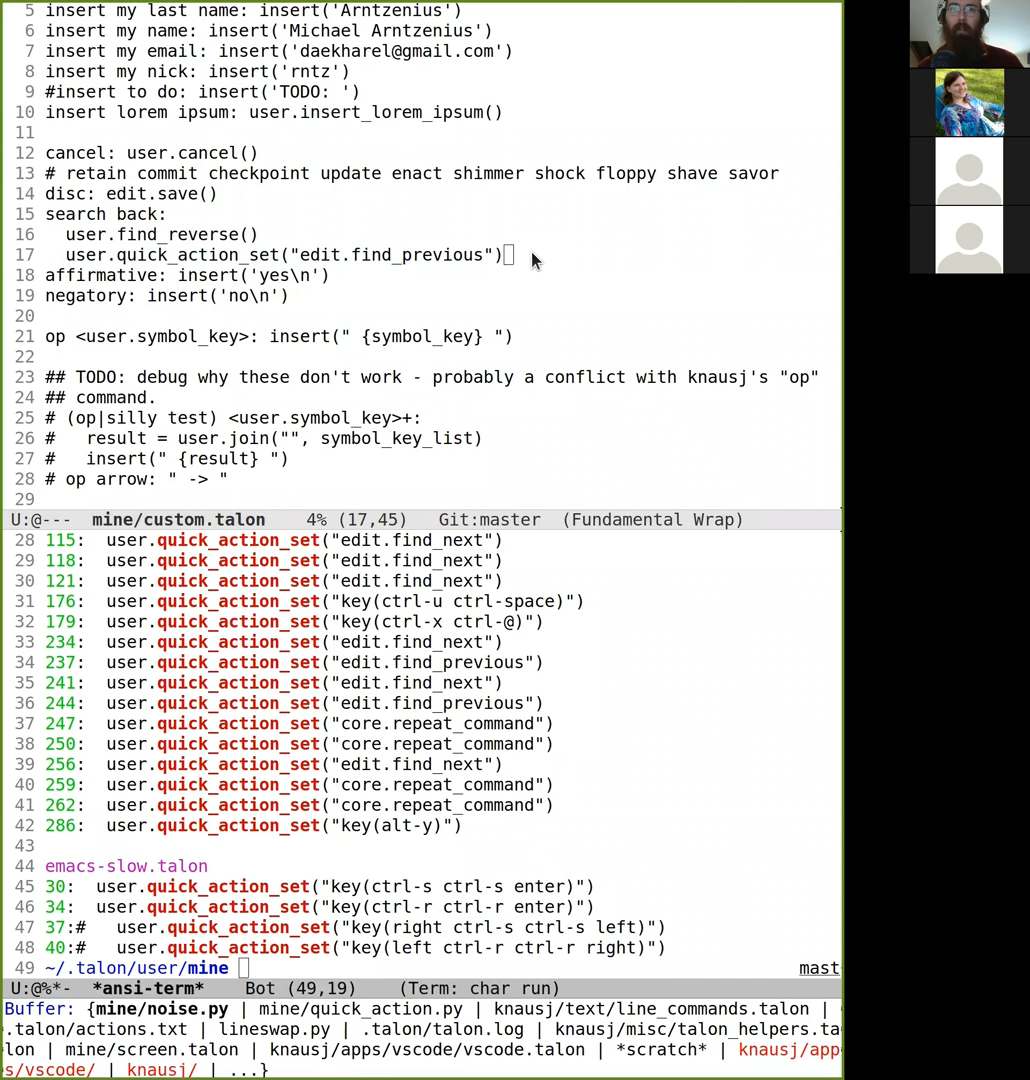 5 insert my last name: insert('Arntzenius')
6 insert my name: insert('Michael Arntzenius')
7 insert my email: insert('daekharel@gmail.com')
8 insert my nick: insert('rntz')
9 #insert to do: insert('TODO: ')
10 insert lorem ipsum: user.insert_lorem_ipsum()
11
12 cancel: user.cancel()
13 # retain commit checkpoint update enact shimmer shock floppy shave savor
14 disc: edit.save()
15 search back:
16   user.find_reverse()
17   user.quick_action_set("edit.find_previous")
18 affirmative: insert('yes\n')
19 negatory: insert('no\n')
20
21 op <user.symbol_key>: insert(" {symbol_key} ")
22
23 ## TODO: debug why these don't work - probably a conflict with knausj's "op"
24 ## command.
25 # (op|silly test) <user.symbol_key>+:
26 #   result = user.join("", symbol_key_list)
27 #   insert(" {result} ")
28 # op arrow: " -> "
29
U:@---  mine/custom.talon    4% (17,45)   Git:master  (Fundamental Wrap)
28 115:  user.quick_action_set("edit.find_next")
29 118:  user.quick_action_set("edit.find_next")
30 121:  user.quick_action_set("edit.find_next")
31 176:  user.quick_action_set("key(ctrl-u ctrl-space)")
32 179:  user.quick_action_set("key(ctrl-x ctrl-@)")
33 234:  user.quick_action_set("edit.find_next")
34 237:  user.quick_action_set("edit.find_previous")
35 241:  user.quick_action_set("edit.find_next")
36 244:  user.quick_action_set("edit.find_previous")
37 247:  user.quick_action_set("core.repeat_command")
38 250:  user.quick_action_set("core.repeat_command")
39 256:  user.quick_action_set("edit.find_next")
40 259:  user.quick_action_set("core.repeat_command")
41 262:  user.quick_action_set("core.repeat_command")
42 286:  user.quick_action_set("key(alt-y)")
43
44 emacs-slow.talon
45 30:  user.quick_action_set("key(ctrl-s ctrl-s enter)")
46 34:  user.quick_action_set("key(ctrl-r ctrl-r enter)")
47 37:#   user.quick_action_set("key(right ctrl-s ctrl-s left)")
48 40:#   user.quick_action_set("key(left ctrl-r ctrl-r right)")
49 ~/.talon/user/mine mast
U:@%*-  *ansi-term*    Bot (49,19)    (Term: char run)
Buffer: {mine/noise.py | mine/quick_action.py | knausj/text/line_commands.talon |
.talon/actions.txt | lineswap.py | .talon/talon.log | knausj/misc/talon_helpers.ta
lon | mine/screen.talon | knausj/apps/vscode/vscode.talon | *scratch* | knausj/app
s/vscode/ | knausj/ | ...}